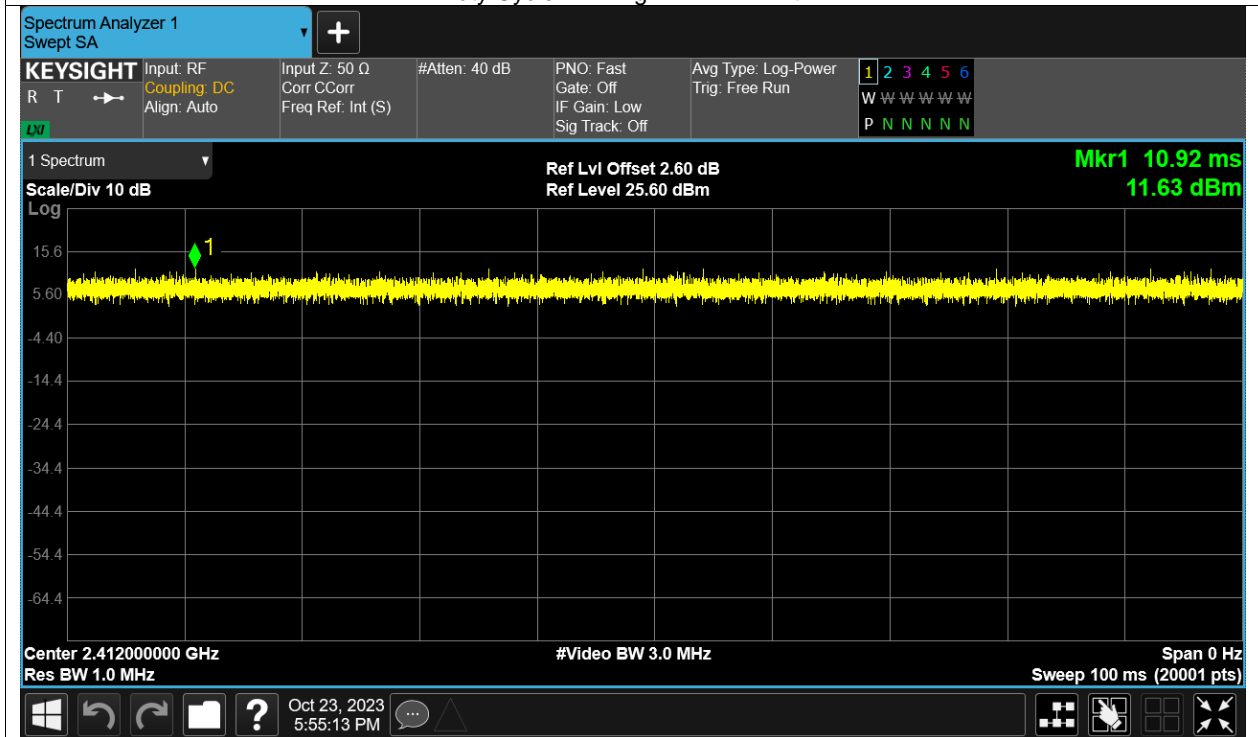 Spectrum Analyzer 1
Swept SA
+
KEYSIGHT Input: RF Input Z: 50 Ω #Atten: 40 dB PNO: Fast Avg Type: Log-Power 1 2 3 4 5 6
R T Coupling: DC Corr CCorr Gate: Off Trig: Free Run W W W W W W
Align: Auto Freq Ref: Int (S) IF Gain: Low
LXI Sig Track: Off P N N N N N
1 Spectrum Ref Lvl Offset 2.60 dB Mkr1 10.92 ms
Scale/Div 10 dB Ref Level 25.60 dBm 11.63 dBm
Log
15.6 1
5.60
-4.40
-14.4
-24.4
-34.4
-44.4
-54.4
-64.4
Center 2.412000000 GHz #Video BW 3.0 MHz Span 0 Hz
Res BW 1.0 MHz Sweep 100 ms (20001 pts)
? Oct 23, 2023
5:55:13 PM